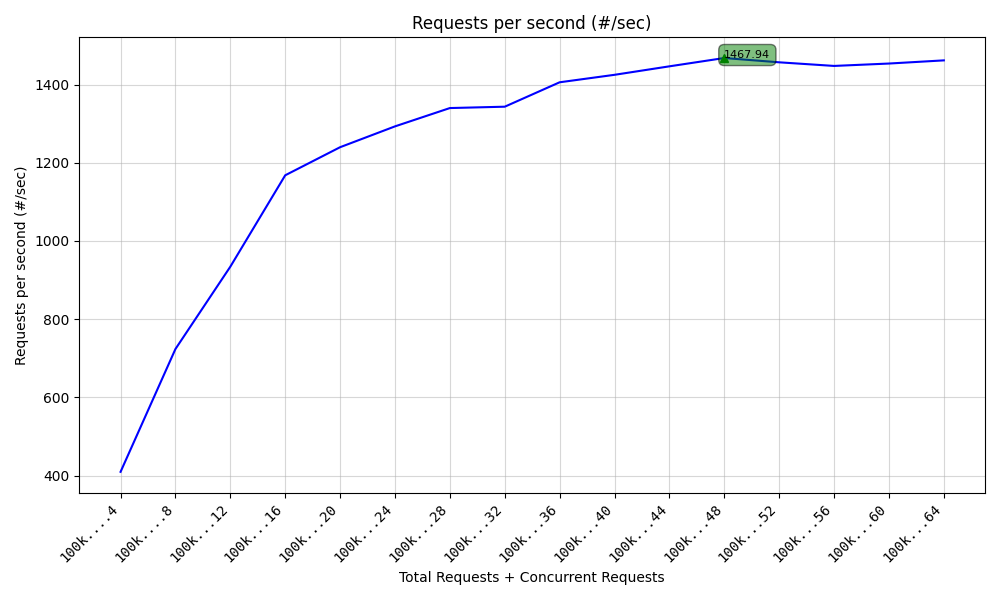 Requests per second (#/sec)
1467.94
Requests per second (#/sec)
1400
1200
1000
800
600
400
100k...4
100k...8
100k...12
100k...16
100k...20
100k...24
100k...28
100k...32
100k...36
100k...40
100k...44
100k...48
100k...52
100k...56
100k...60
100k...64
Total Requests + Concurrent Requests